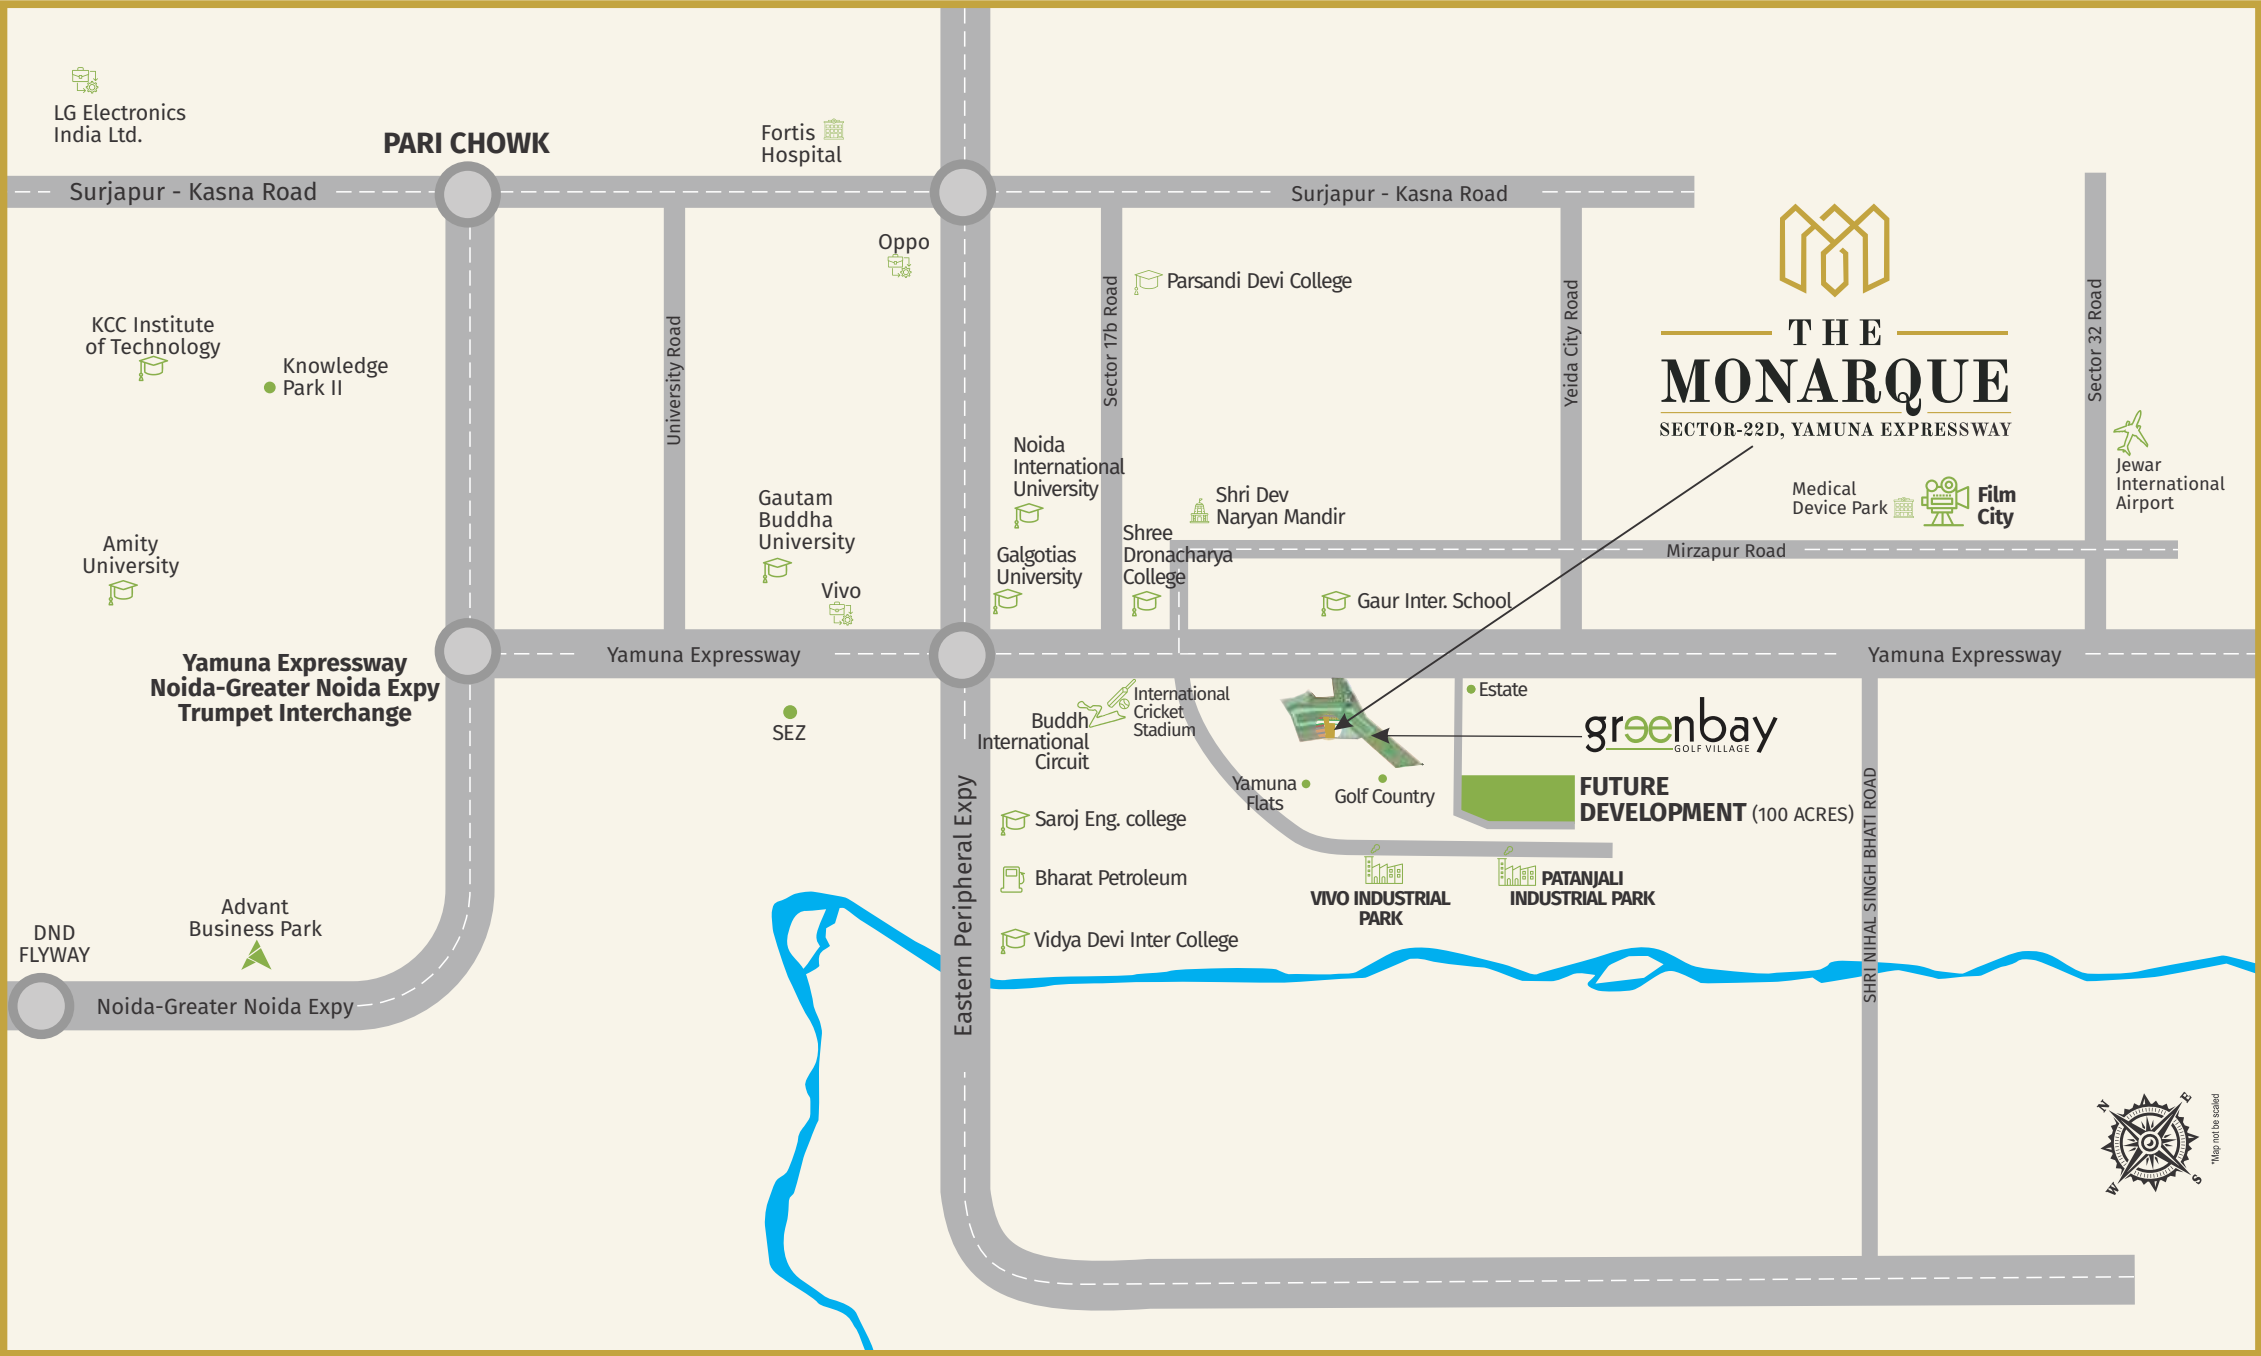 LG Electronics
India Ltd.
PARI CHOWK
Fortis
Hospital
Surjapur - Kasna Road
Surjapur - Kasna Road
Oppo
Parsandi Devi College
KCC Institute
of Technology
Knowledge
Park II
University Road
Sector 17b Road
Yeida City Road
Sector 32 Road
THE
MONARQUE
SECTOR-22D, YAMUNA EXPRESSWAY
Noida
International
University
Gautam
Buddha
University
Shri Dev
Naryan Mandir
Medical
Device Park
Film
City
Jewar
International
Airport
Amity
University
Vivo
Galgotias
University
Shree
Dronacharya
College
Mirzapur Road
Gaur Inter. School
Yamuna Expressway
Noida-Greater Noida Expy
Trumpet Interchange
Yamuna Expressway
Yamuna Expressway
SEZ
Buddh
International
Circuit
International
Cricket
Stadium
Estate
greenbay
GOLF VILLAGE
Yamuna
Flats
Golf Country
FUTURE
DEVELOPMENT (100 ACRES)
Saroj Eng. college
Bharat Petroleum
Vidya Devi Inter College
Eastern Peripheral Expy
VIVO INDUSTRIAL
PARK
PATANJALI
INDUSTRIAL PARK
SHRI NIHAL SINGH BHATI ROAD
Advant
Business Park
DND
FLYWAY
Noida-Greater Noida Expy
N
E
W
S
*Map not be scaled